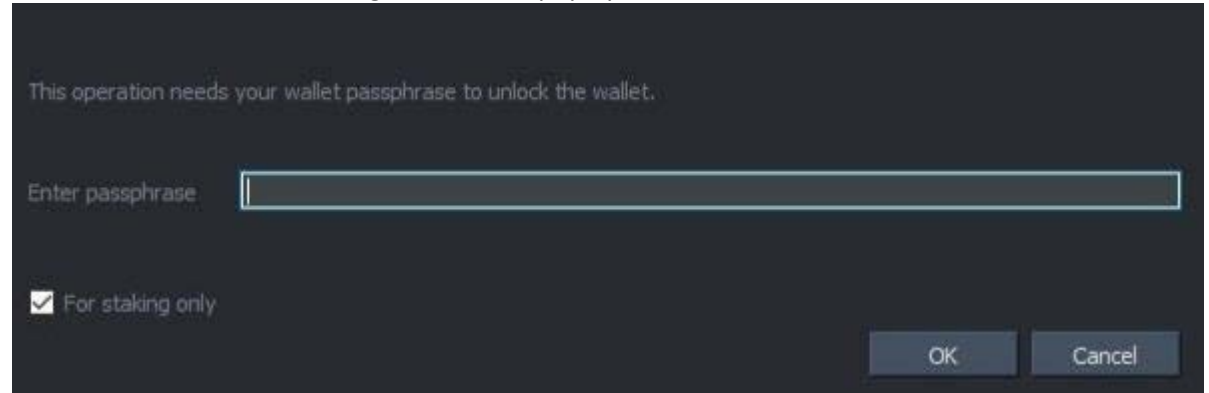 This operation needs your wallet passphrase to unlock the wallet.
Enter passphrase
For staking only
OK Cancel